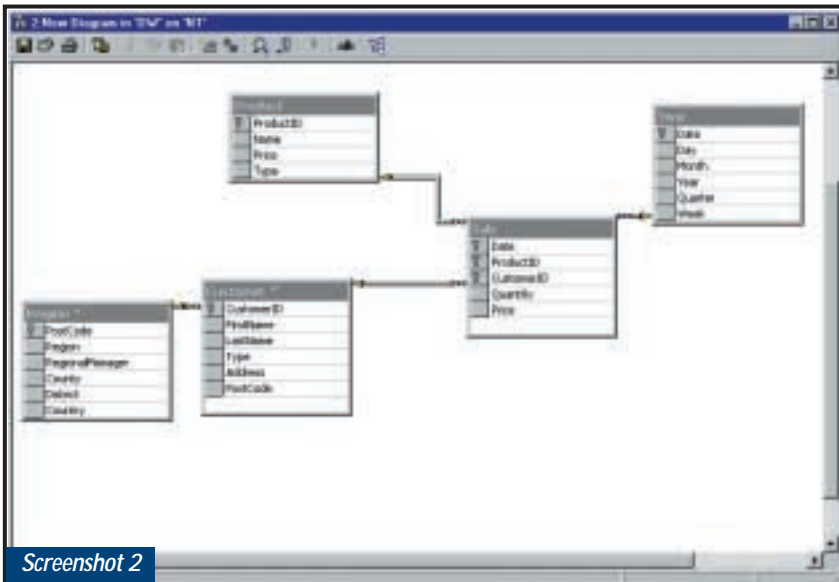 2 New Diagram in 'DW' on 'NT'
Product
ProductID
Name
Price
Type
Time
Date
Day
Month
Year
Quarter
Week
Sale
Date
ProductID
CustomerID
Quantity
Price
Customer *
CustomerID
FirstName
LastName
Type
Address
PostCode
Region *
PostCode
Region
RegionalManager
County
Country
Screenshot 2